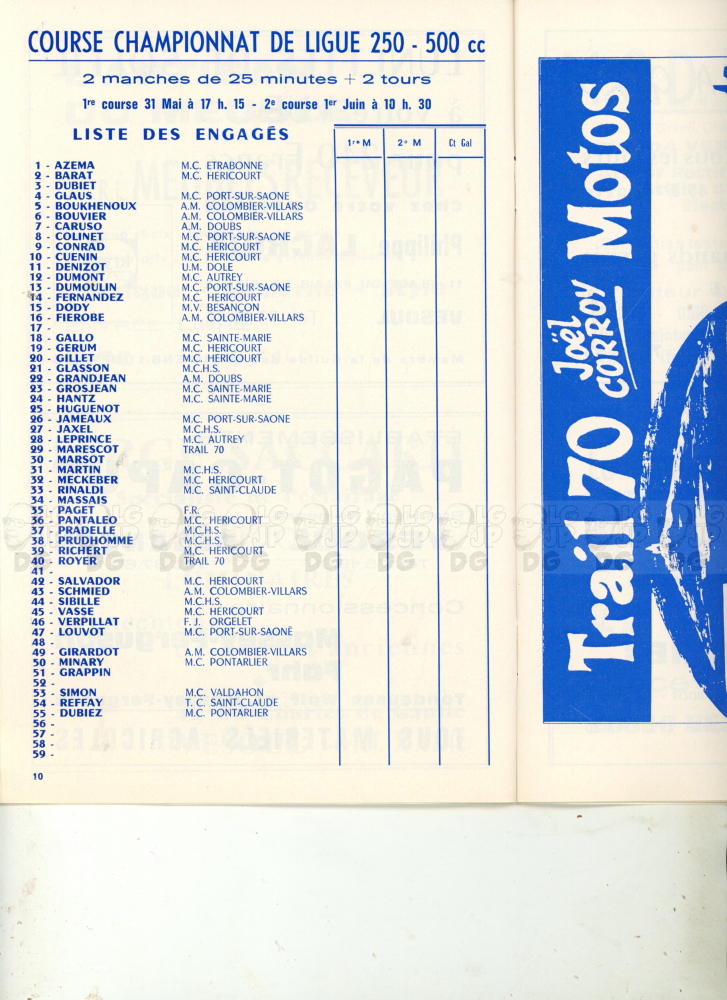 COURSE CHAMPIONNAT DE LIGUE 250 - 500 cc
2 manches de 25 minutes + 2 tours
1re course 31 Mai à 17 h. 15 - 2e course 1er Juin à 10 h. 30
LISTE DES ENGAGÉS
1re M 2e M Ct Gal
1 - AZEMA M.C. ETRABONNE
2 - BARAT M.C. HERICOURT
3 - DUBIET
4 - GLAUS M.C. PORT-SUR-SAONE
5 - BOUKHENOUX A.M. COLOMBIER-VILLARS
6 - BOUVIER A.M. COLOMBIER-VILLARS
7 - CARUSO A.M. DOUBS
8 - COLINET M.C. PORT-SUR-SAONE
9 - CONRAD M.C. HERICOURT
10 - CUENIN M.C. HERICOURT
11 - DENIZOT U.M. DOLE
12 - DUMONT M.C. AUTREY
13 - DUMOULIN M.C. PORT-SUR-SAONE
14 - FERNANDEZ M.C. HERICOURT
15 - DODY M.V. BESANÇON
16 - FIEROBE A.M. COLOMBIER-VILLARS
17 -
18 - GALLO M.C. SAINTE-MARIE
19 - GERUM M.C. HERICOURT
20 - GILLET M.C. HERICOURT
21 - GLASSON M.C.H.S.
22 - GRANDJEAN A.M. DOUBS
23 - GROSJEAN M.C. SAINTE-MARIE
24 - HANTZ M.C. SAINTE-MARIE
25 - HUGUENOT
26 - JAMEAUX M.C. PORT-SUR-SAONE
27 - JAXEL M.C.H.S.
28 - LEPRINCE M.C. AUTREY
29 - MARESCOT TRAIL 70
30 - MARSOT
31 - MARTIN M.C.H.S.
32 - MECKEBER M.C. HERICOURT
33 - RINALDI M.C. SAINT-CLAUDE
34 - MASSAIS
35 - PAGET F.R.
36 - PANTALEO M.C. HERICOURT
37 - PRADELLE M.C.H.S.
38 - PRUDHOMME M.C.H.S.
39 - RICHERT M.C. HERICOURT
40 - ROYER TRAIL 70
41 -
42 - SALVADOR M.C. HERICOURT
43 - SCHMIED A.M. COLOMBIER-VILLARS
44 - SIBILLE M.C.H.S.
45 - VASSE M.C. HERICOURT
46 - VERPILLAT F.J. ORGELET
47 - LOUVOT M.C. PORT-SUR-SAONE
48 -
49 - GIRARDOT A.M. COLOMBIER-VILLARS
50 - MINARY M.C. PONTARLIER
51 - GRAPPIN
52 -
53 - SIMON M.C. VALDAHON
54 - REFFAY T.C. SAINT-CLAUDE
55 - DUBIEZ M.C. PONTARLIER
56 -
57 -
58 -
59 -
10
Trail 70 Joël CORROY Motos